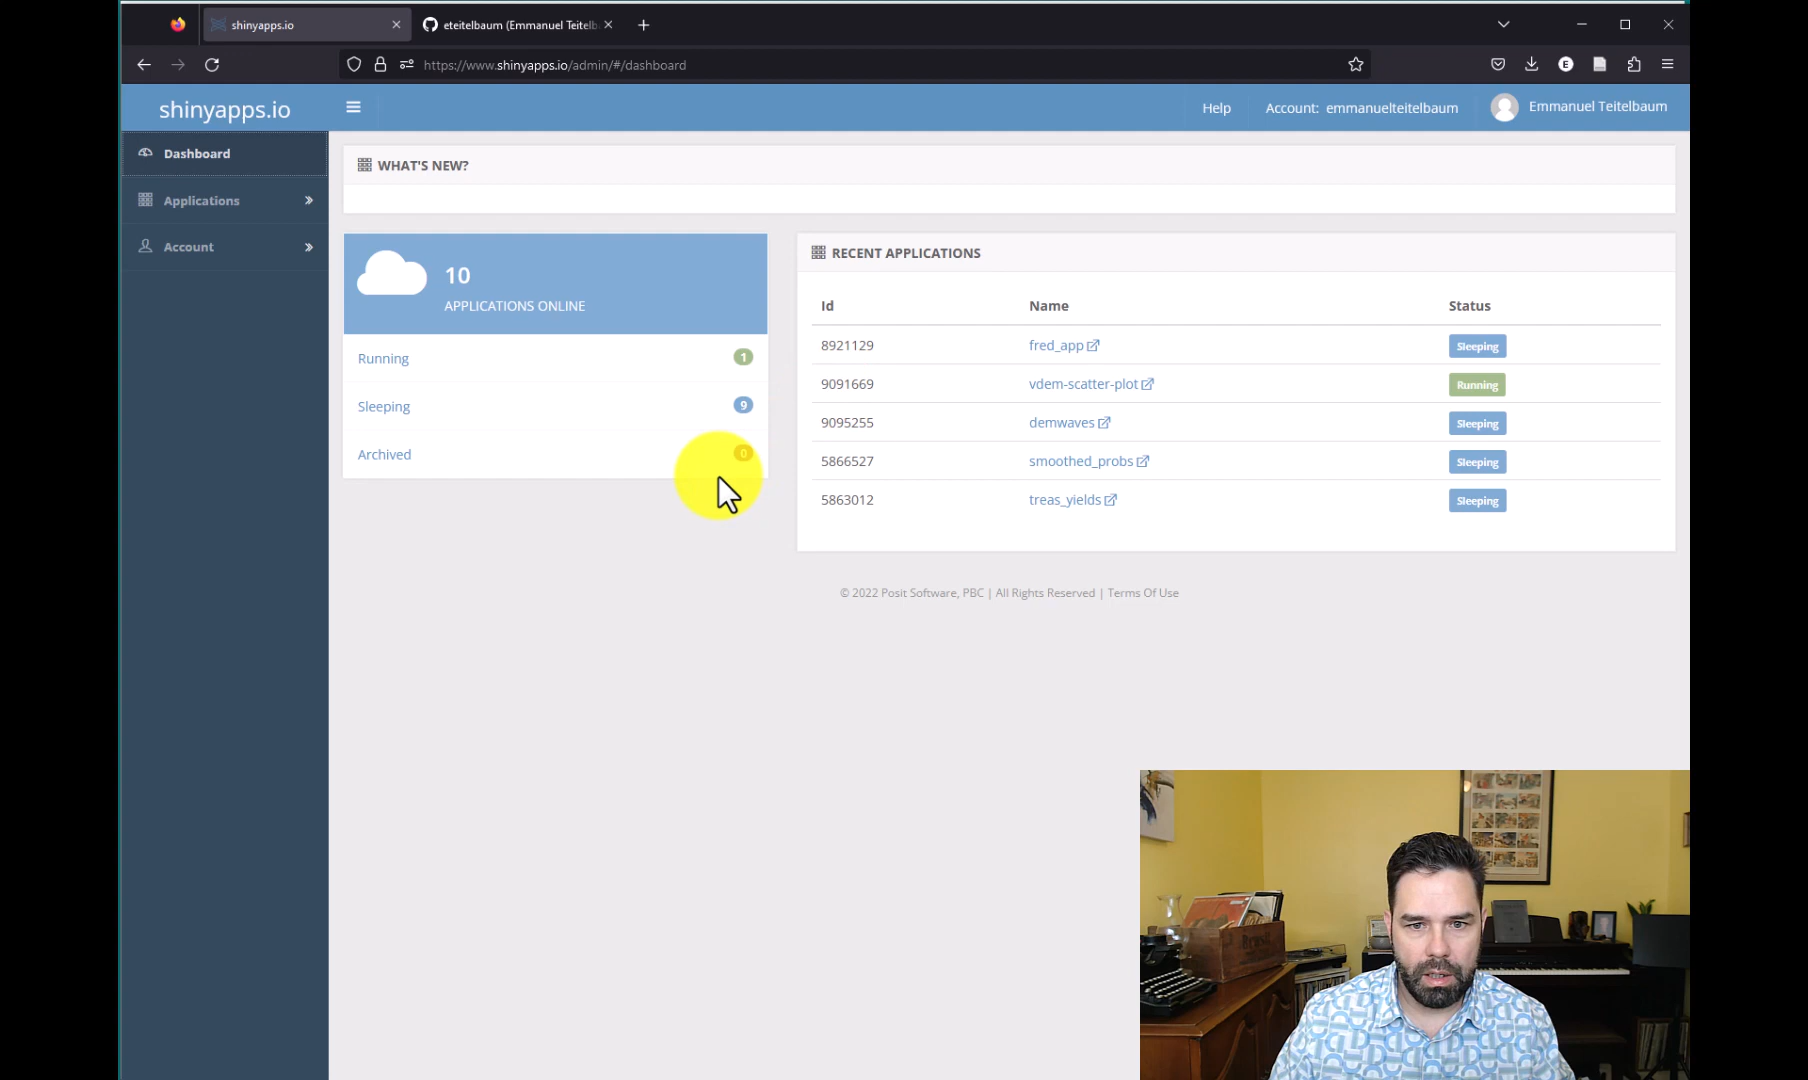 shinyapps.io
eteitelbaum (Emmanuel Teitelb
https://www.shinyapps.io/admin/#/dashboard
shinyapps.io
Help
Account: emmanuelteitelbaum
Emmanuel Teitelbaum
Dashboard
Applications
Account
WHAT'S NEW?
10
APPLICATIONS ONLINE
Running 1
Sleeping 9
Archived 0
RECENT APPLICATIONS
Id Name Status
8921129 fred_app Sleeping
9091669 vdem-scatter-plot Running
9095255 demwaves Sleeping
5866527 smoothed_probs Sleeping
5863012 treas_yields Sleeping
© 2022 Posit Software, PBC | All Rights Reserved | Terms Of Use